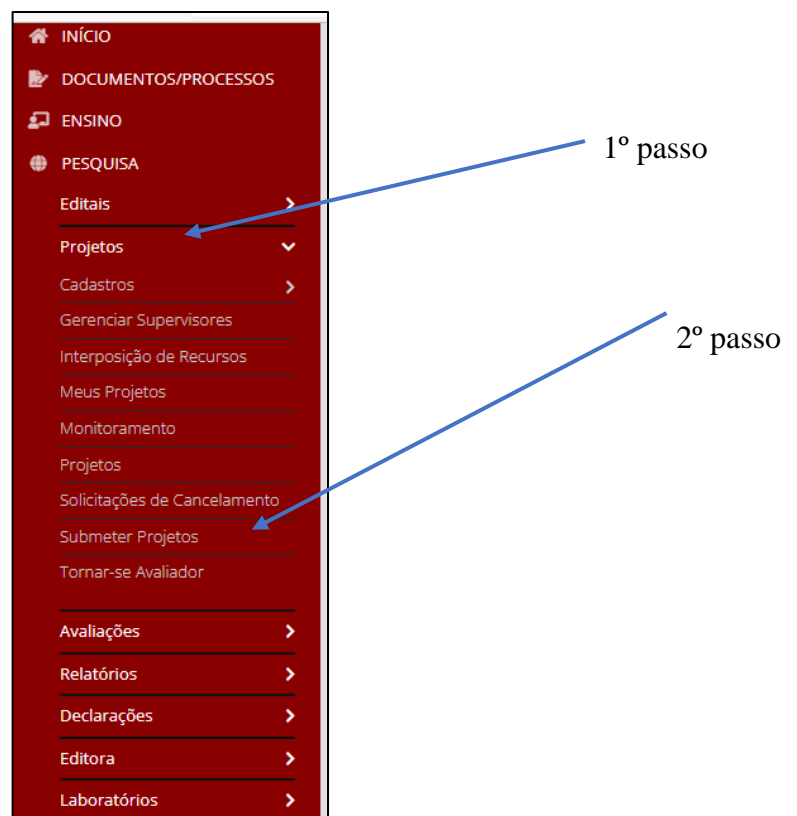 INÍCIO
DOCUMENTOS/PROCESSOS
ENSINO
PESQUISA
1º passo
Editais
Projetos
Cadastros
Gerenciar Supervisores
2º passo
Interposição de Recursos
Meus Projetos
Monitoramento
Projetos
Solicitações de Cancelamento
Submeter Projetos
Tornar-se Avaliador
Avaliações
Relatórios
Declarações
Editora
Laboratórios